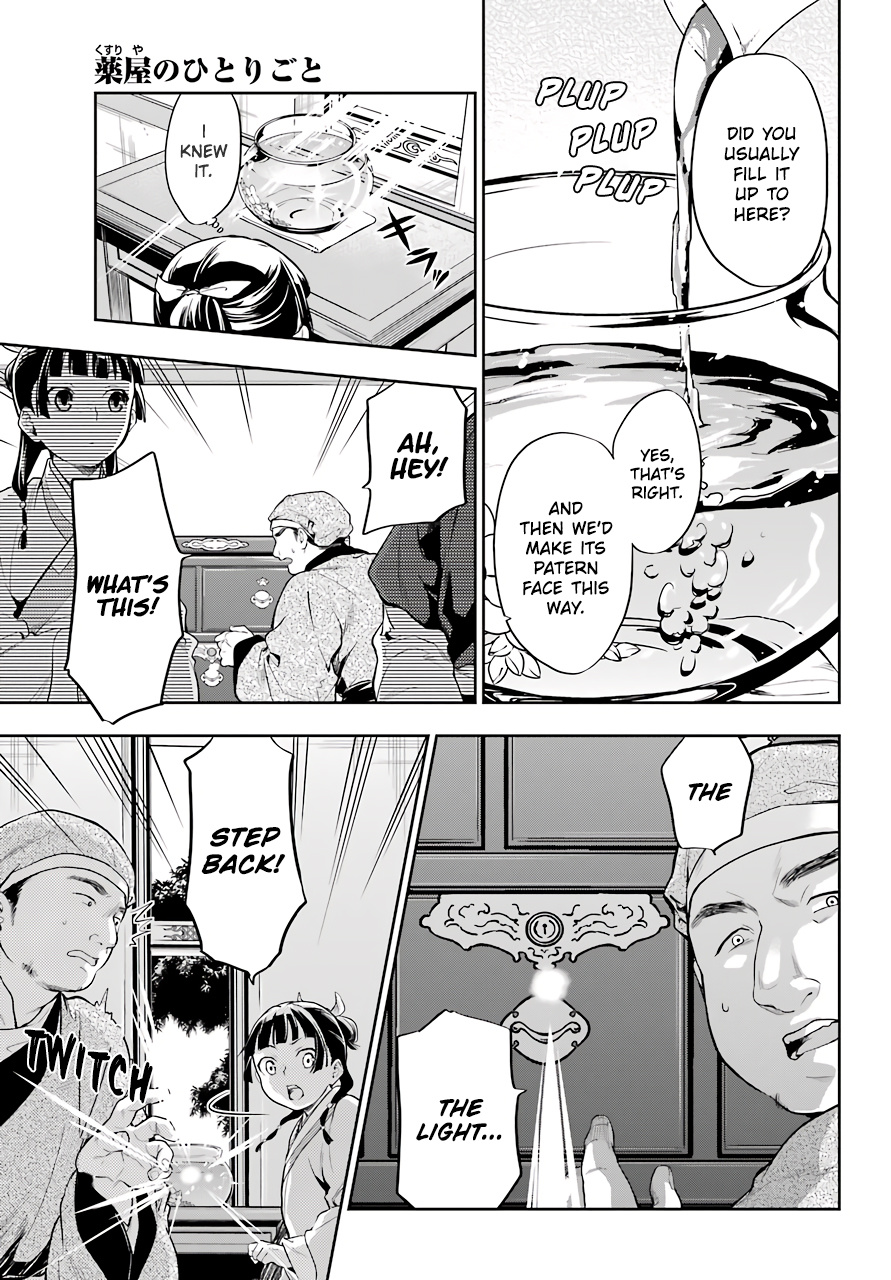 くすり や
薬屋のひとりごと
PLUP
PLUP
PLUP
DID YOU
USUALLY
FILL IT
UP TO
HERE?
YES,
THAT'S
RIGHT.
AND
THEN WE'D
MAKE ITS
PATERN
FACE THIS
WAY.
I
KNEW
IT.
AH,
HEY!
WHAT'S
THIS!
THE
THE
LIGHT...
STEP
BACK!
TWITCH